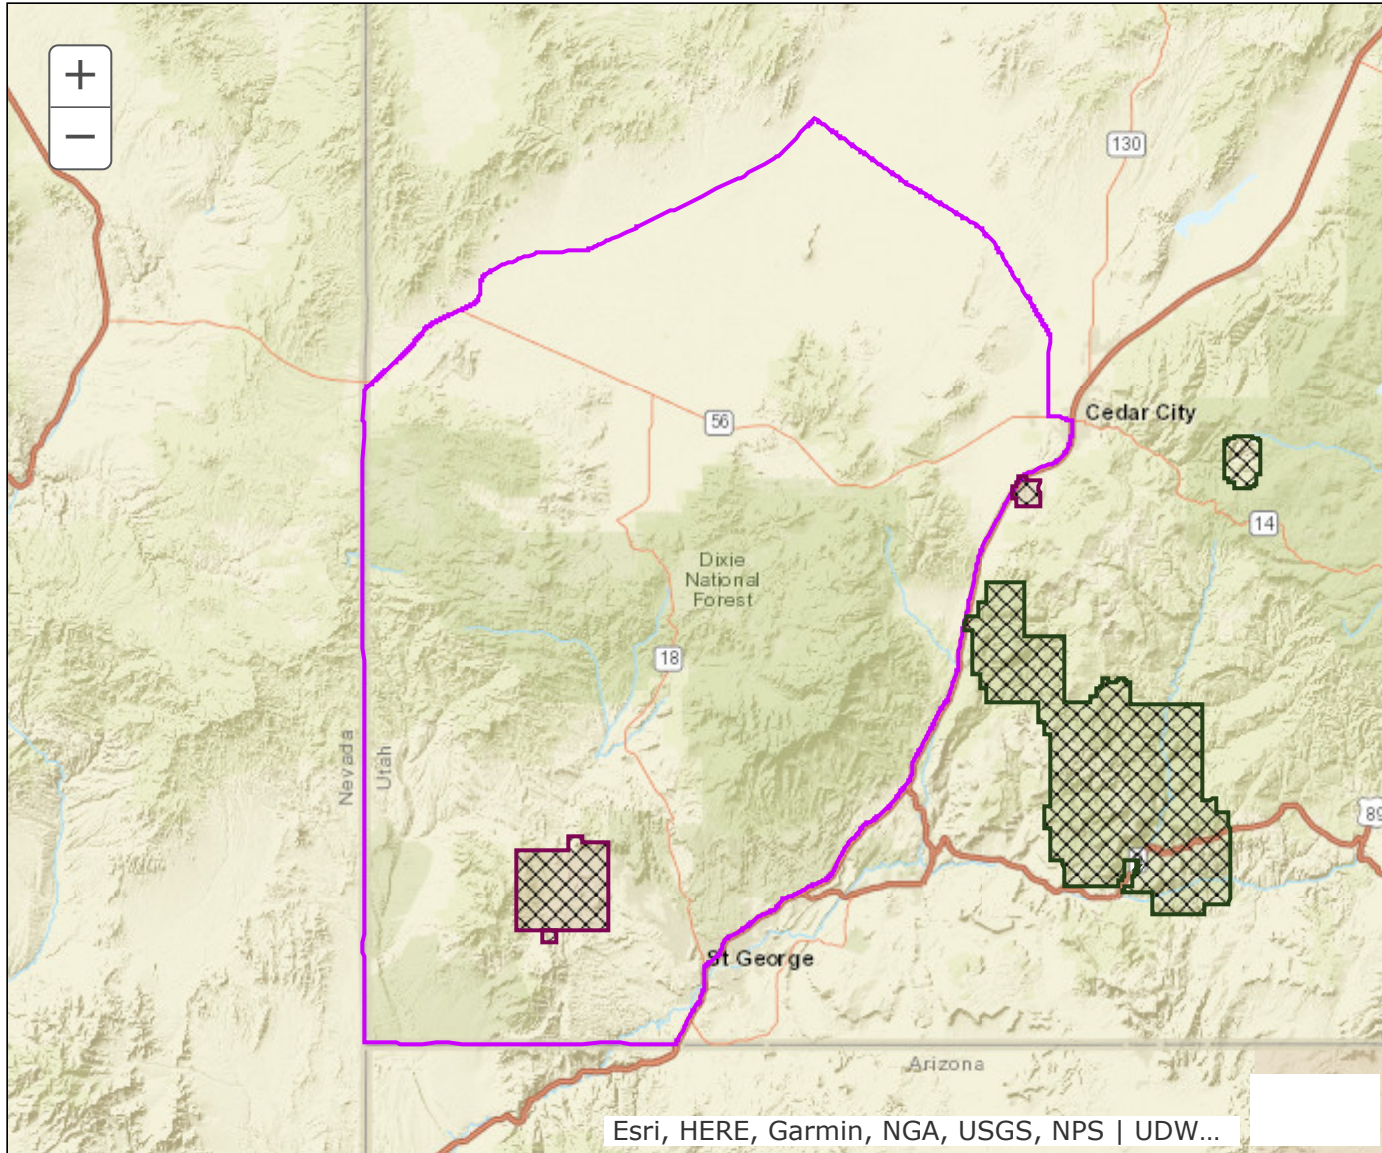 +
−
130
Cedar City
56
14
Dixie
National
Forest
18
Nevada
Utah
89
St George
Arizona
Esri, HERE, Garmin, NGA, USGS, NPS | UDW...